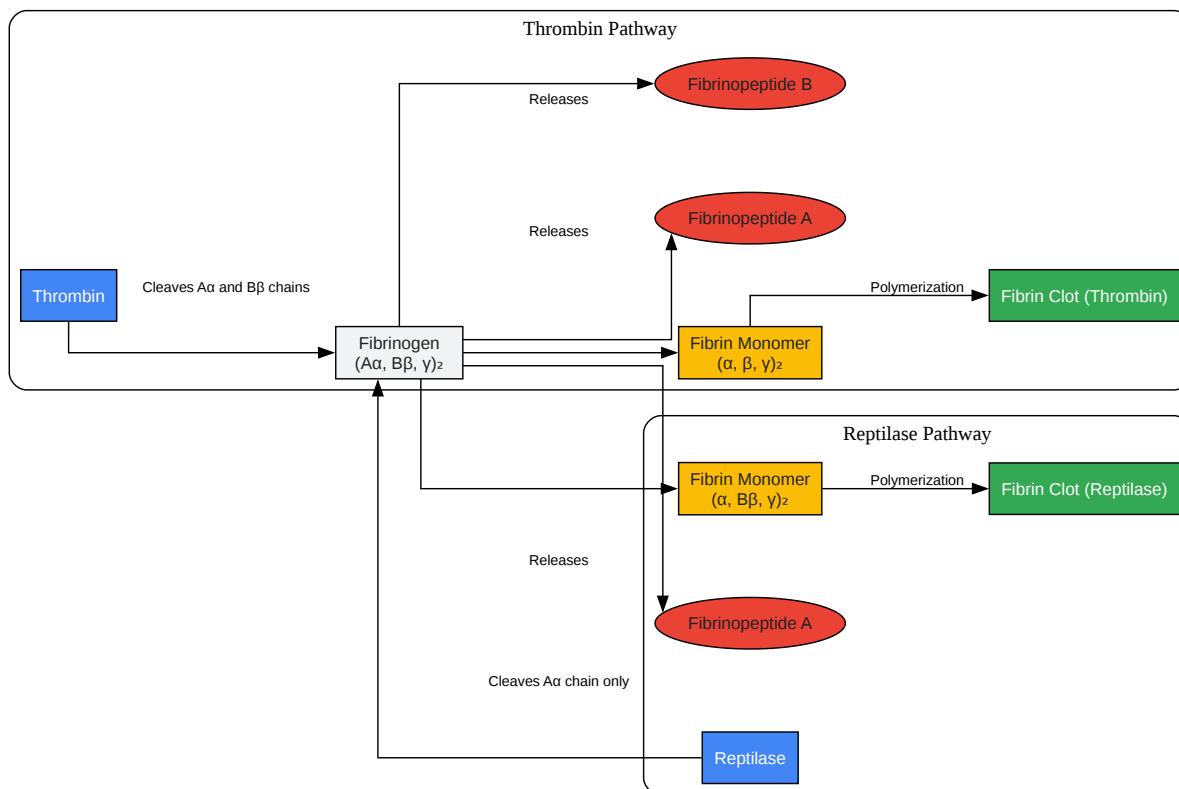 Thrombin Pathway
Fibrinopeptide B
Releases
Fibrinopeptide A
Releases
Thrombin
Cleaves Aα and Bβ chains
Polymerization
Fibrin Clot (Thrombin)
Fibrinogen
(Aα, Bβ, γ)₂
Fibrin Monomer
(α, β, γ)₂
Reptilase Pathway
Fibrin Monomer
(α, Bβ, γ)₂
Polymerization
Fibrin Clot (Reptilase)
Releases
Fibrinopeptide A
Cleaves Aα chain only
Reptilase